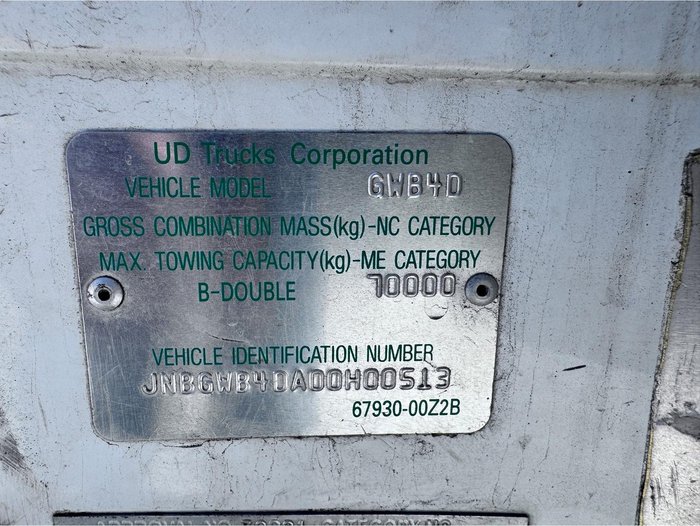 UD Trucks Corporation
VEHICLE MODEL GWB4D
GROSS COMBINATION MASS(kg)-NC CATEGORY
MAX. TOWING CAPACITY(kg)-ME CATEGORY
B-DOUBLE 70000
VEHICLE IDENTIFICATION NUMBER
JNBGWB4DA00H00513
67930-00Z2B